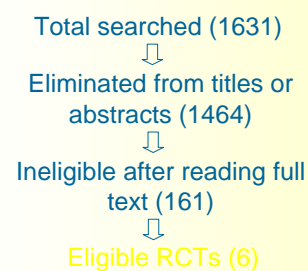 Total searched (1631)
Eliminated from titles or
abstracts (1464)
Ineligible after reading full
text (161)
Eligible RCTs (6)